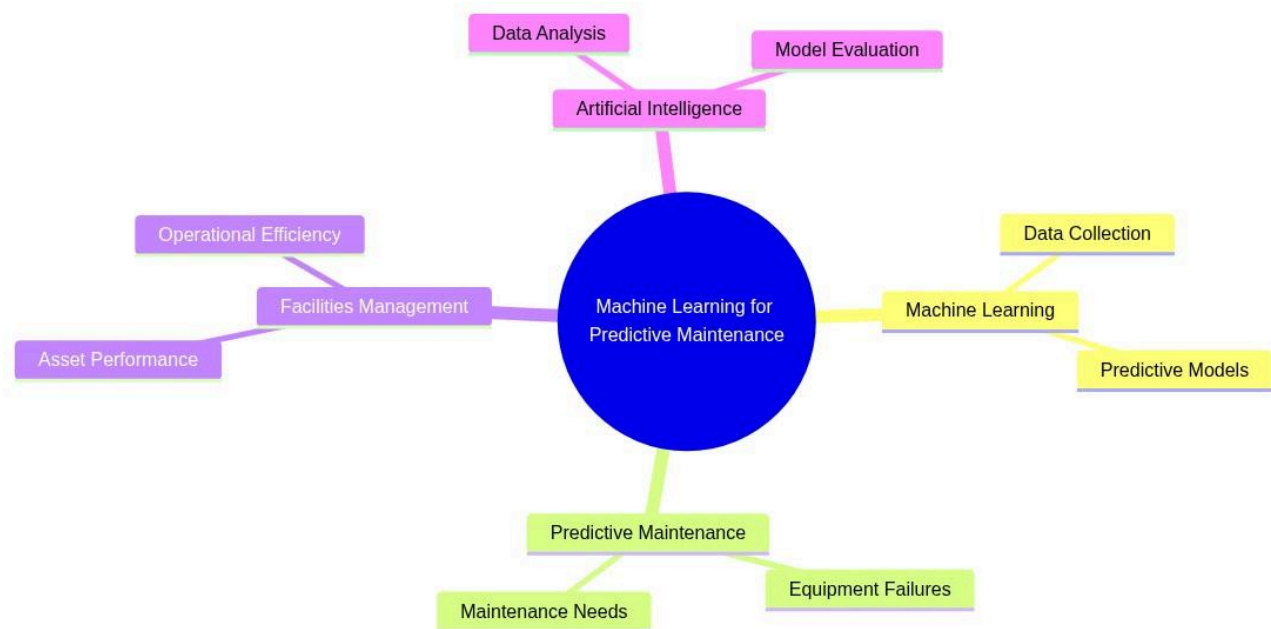 Data Analysis
Model Evaluation
Artificial Intelligence
Operational Efficiency
Data Collection
Facilities Management
Machine Learning for
Predictive Maintenance
Machine Learning
Asset Performance
Predictive Models
Predictive Maintenance
Equipment Failures
Maintenance Needs